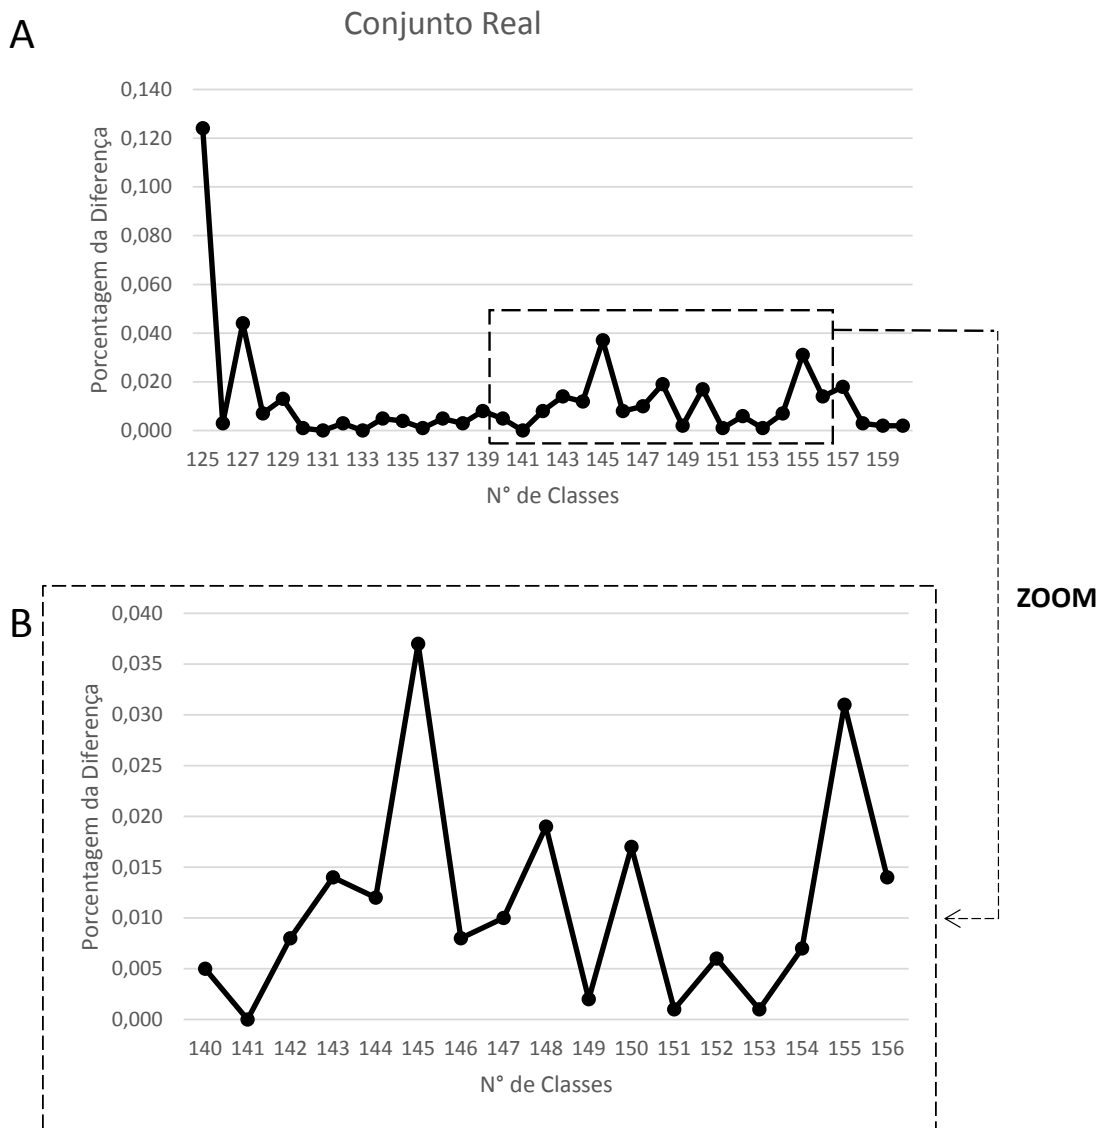 A
Conjunto Real
0,140
0,120
0,100
0,080
0,060
0,040
0,020
0,000
Porcentagem da Diferença
125 127 129 131 133 135 137 139 141 143 145 147 149 151 153 155 157 159
N° de Classes
ZOOM
B
0,040
0,035
0,030
0,025
0,020
0,015
0,010
0,005
0,000
Porcentagem da Diferença
140 141 142 143 144 145 146 147 148 149 150 151 152 153 154 155 156
N° de Classes